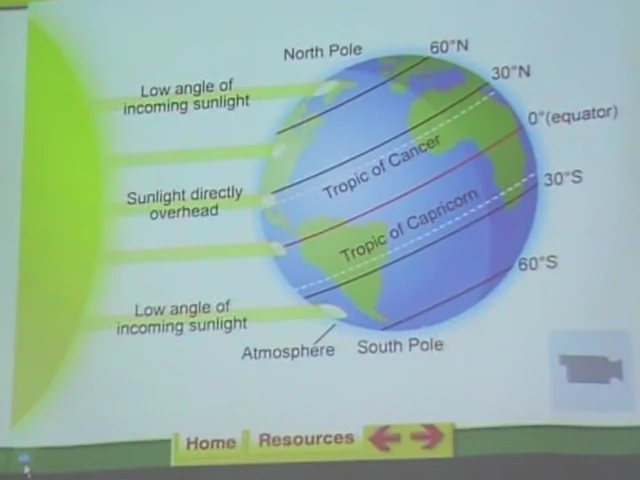 North Pole
60°N
30°N
Low angle of
incoming sunlight
0°(equator)
Tropic of Cancer
30°S
Sunlight directly
overhead
Tropic of Capricorn
60°S
Low angle of
incoming sunlight
Atmosphere
South Pole
Home
Resources